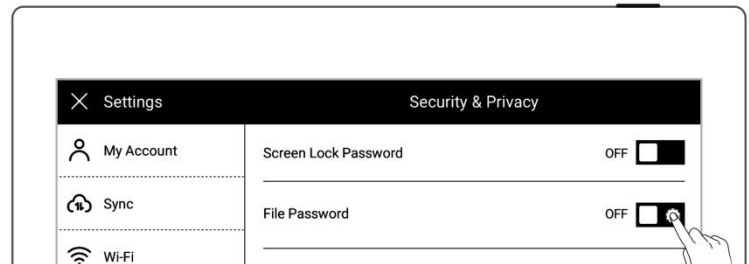 Settings
Security & Privacy
My Account
Screen Lock Password
OFF
Sync
File Password
OFF
Wi-Fi